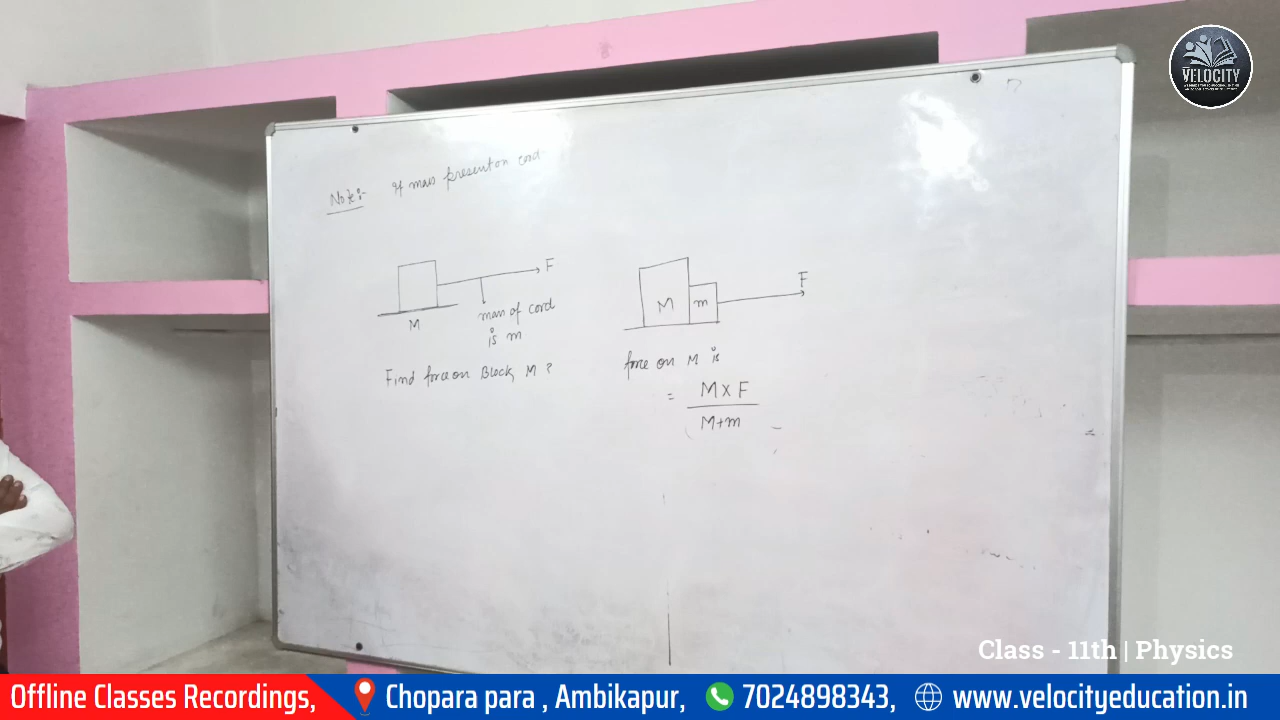 VELOCITY
Note:- If mass present on cord
F
M
mass of cord
is m
Find force on Block M ?
M m
F
force on M is
= M x F
M+m
Class - 11th | Physics
Offline Classes Recordings, Chopara para , Ambikapur, 7024898343, www.velocityeducation.in